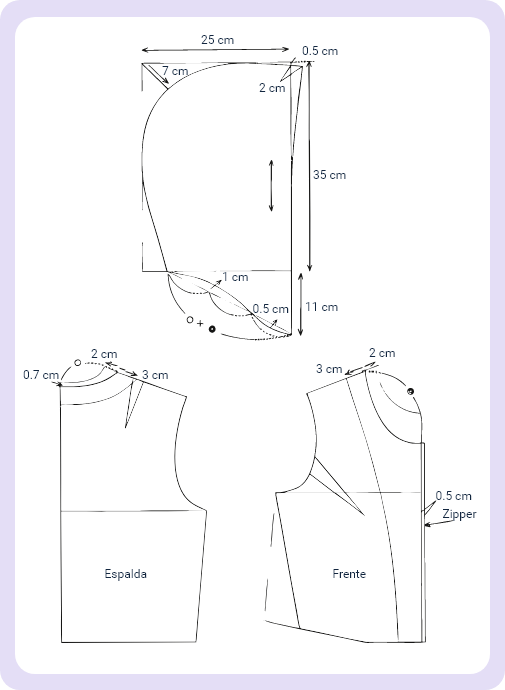 25 cm
0.5 cm
7 cm
2 cm
35 cm
1 cm
0.5 cm
11 cm
+
2 cm
0.7 cm
3 cm
2 cm
3 cm
0.5 cm
Zipper
Espalda
Frente